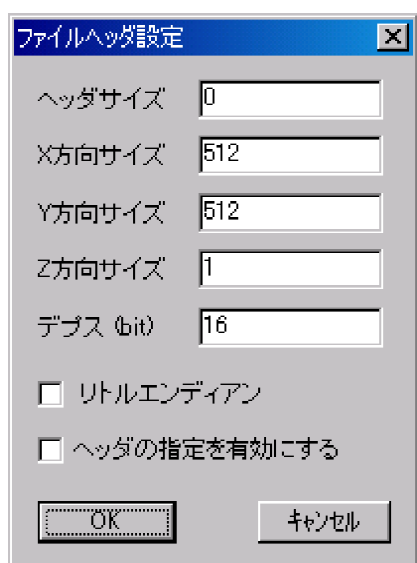 ファイルヘッダ設定
ヘッダサイズ 0
X方向サイズ 512
Y方向サイズ 512
Z方向サイズ 1
デプス (bit) 16
リトルエンディアン
ヘッダの指定を有効にする
OK キャンセル